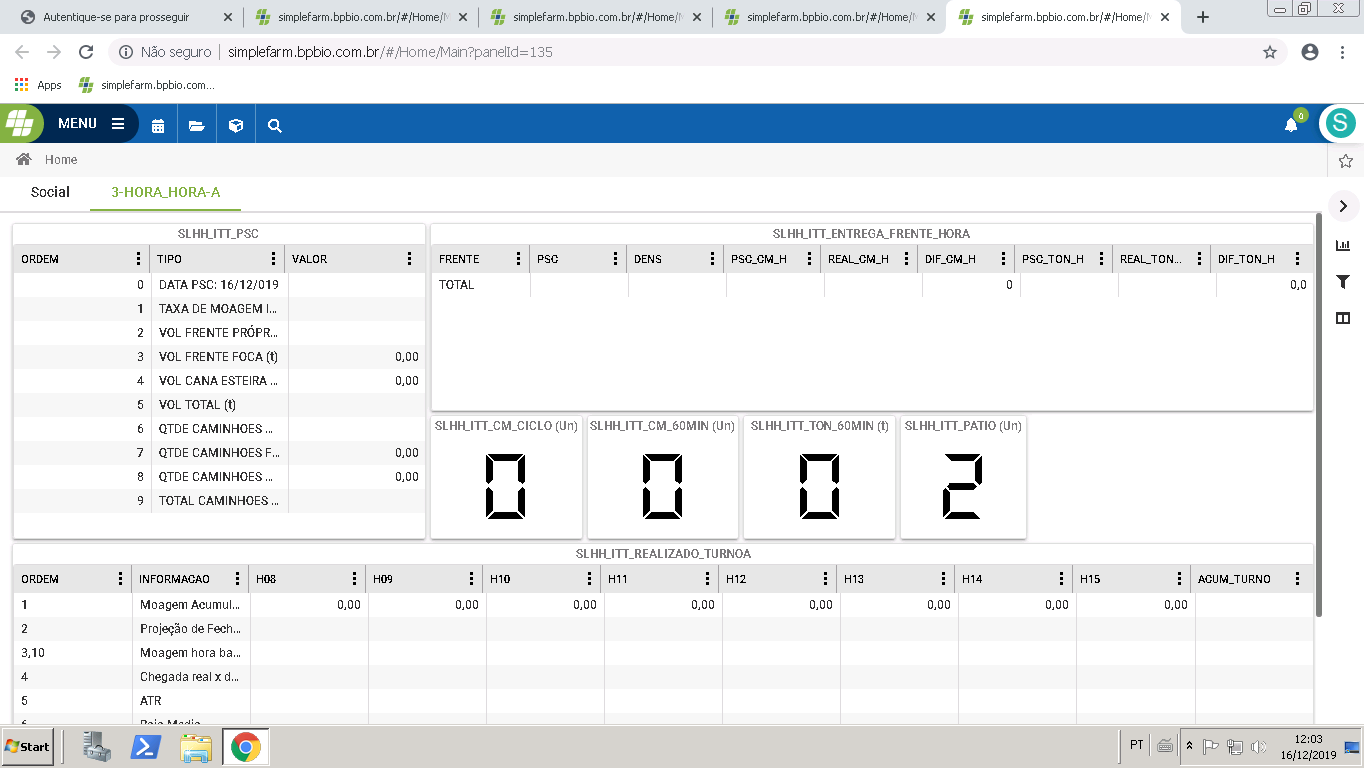 Autentique-se para prosseguir
simplefarm.bpbio.com.br/#/Home/M
simplefarm.bpbio.com.br/#/Home/M
simplefarm.bpbio.com.br/#/Home/M
simplefarm.bpbio.com.br/#/Home/M
Não seguro simplefarm.bpbio.com.br/#/Home/Main?panelId=135
Apps simplefarm.bpbio.com...
MENU 0 S
Home
Social 3-HORA_HORA-A
SLHH_ITT_PSC
ORDEM TIPO VALOR
0 DATA PSC: 16/12/019
1 TAXA DE MOAGEM I...
2 VOL FRENTE PRÓPR...
3 VOL FRENTE FOCA (t) 0,00
4 VOL CANA ESTEIRA ... 0,00
5 VOL TOTAL (t)
6 QTDE CAMINHOES ...
7 QTDE CAMINHOES F... 0,00
8 QTDE CAMINHOES ... 0,00
9 TOTAL CAMINHOES ...
SLHH_ITT_ENTREGA_FRENTE_HORA
FRENTE PSC DENS PSC_CM_H REAL_CM_H DIF_CM_H PSC_TON_H REAL_TON... DIF_TON_H
TOTAL 0 0,0
SLHH_ITT_CM_CICLO (Un)
0
SLHH_ITT_CM_60MIN (Un)
0
SLHH_ITT_TON_60MIN (t)
0
SLHH_ITT_PATIO (Un)
2
SLHH_ITT_REALIZADO_TURNOA
ORDEM INFORMACAO H08 H09 H10 H11 H12 H13 H14 H15 ACUM_TURNO
1 Moagem Acumul... 0,00 0,00 0,00 0,00 0,00 0,00 0,00 0,00
2 Projeção de Fech...
3,10 Moagem hora ba...
4 Chegada real x d...
5 ATR
Start PT 12:03
16/12/2019